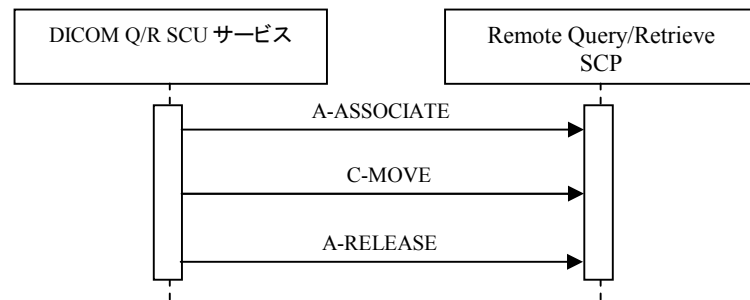 DICOM Q/R SCU サービス
Remote Query/Retrieve
SCP
A-ASSOCIATE
C-MOVE
A-RELEASE